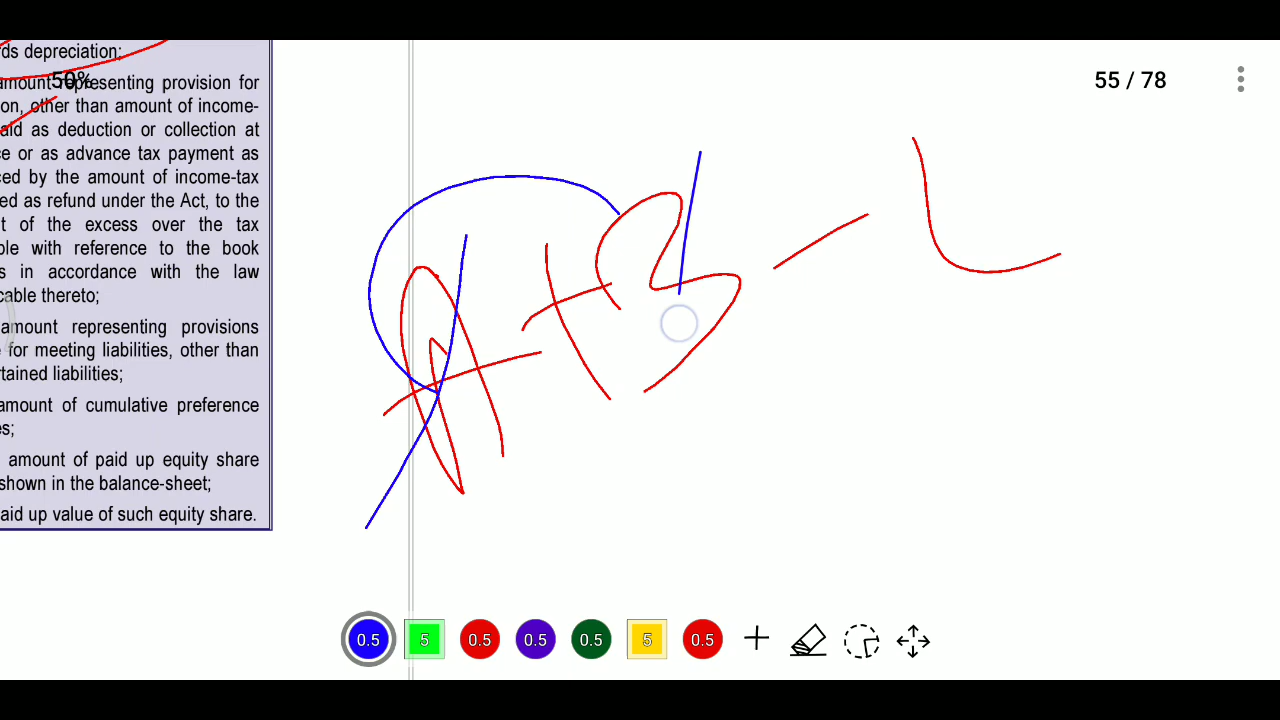 rds depreciation;
50%
amount representing provision for
on, other than amount of income-
aid as deduction or collection at
e or as advance tax payment as
ced by the amount of income-tax
ed as refund under the Act, to the
t of the excess over the tax
ble with reference to the book
s in accordance with the law
cable thereto;
amount representing provisions
for meeting liabilities, other than
rtained liabilities;
amount of cumulative preference
es;
amount of paid up equity share
shown in the balance-sheet;
aid up value of such equity share.
55 / 78
A + B - L
0.5 5 0.5 0.5 0.5 5 0.5